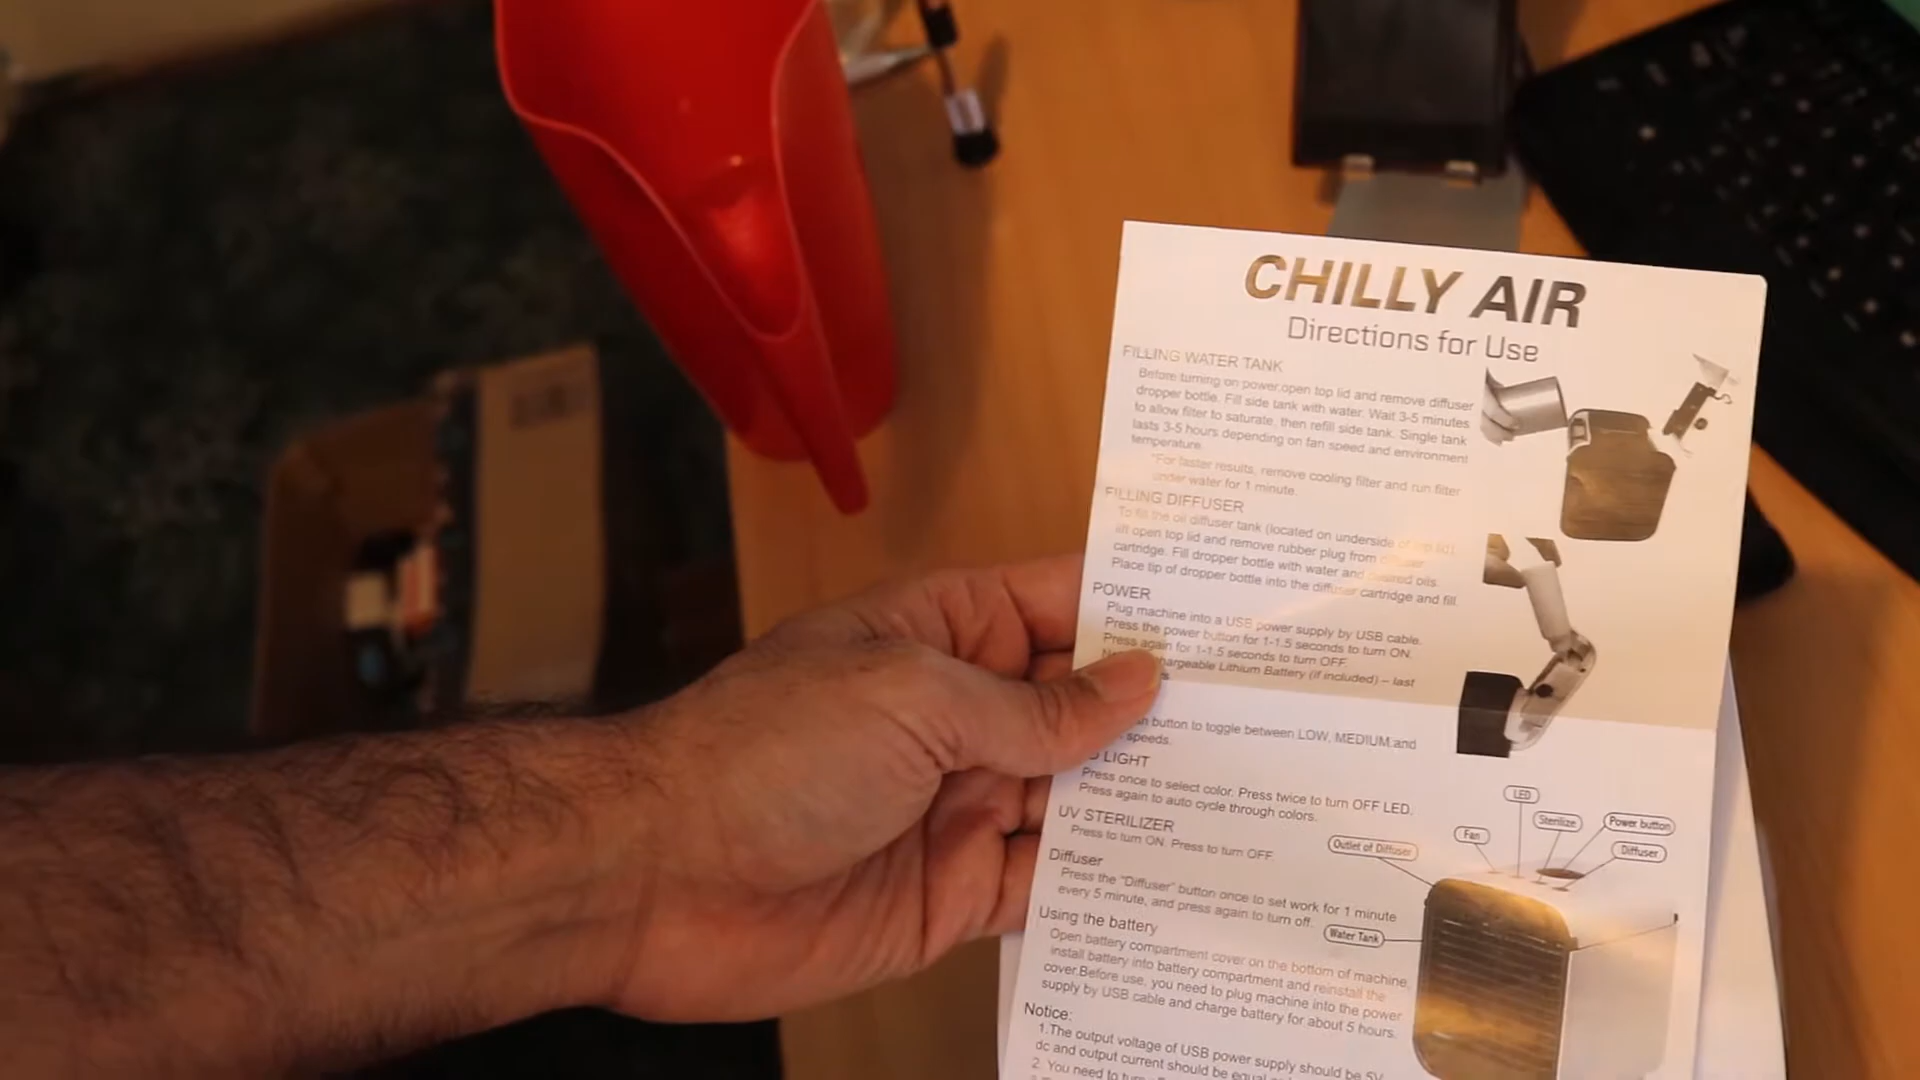 CHILLY AIR
Directions for Use
FILLING WATER TANK
Before turning on power,open top lid and remove diffuser
dropper bottle. Fill side tank with water. Wait 3-5 minutes
to allow filter to saturate, then refill side tank. Single tank
lasts 3-5 hours depending on fan speed and environment
temperature.
*For faster results, remove cooling filter and run filter
under water for 1 minute.
FILLING DIFFUSER
To fill the oil diffuser tank (located on underside of top lid),
lift open top lid and remove rubber plug from diffuser
cartridge. Fill dropper bottle with water and desired oils.
Place tip of dropper bottle into the diffuser cartridge and fill.
POWER
Plug machine into a USB power supply by USB cable.
Press the power button for 1-1.5 seconds to turn ON.
Press again for 1-1.5 seconds to turn OFF.
Lithium Battery (if included) – last
button to toggle between LOW, MEDIUM and
speeds.
LIGHT
Press once to select color. Press twice to turn OFF LED.
Press again to auto cycle through colors.
UV STERILIZER
Press to turn ON. Press to turn OFF.
Diffuser
Press the "Diffuser" button once to set work for 1 minute
every 5 minute, and press again to turn off.
Using the battery
Open battery compartment cover on the bottom of machine,
install battery into battery compartment and reinstall the
cover.Before use, you need to plug machine into the power
supply by USB cable and charge battery for about 5 hours.
Notice:
1.The output voltage of USB power supply should be 5V
dc and output current should be equal
2. You need to turn
LED
Fan
Sterilize
Power button
Outlet of Diffuser
Diffuser
Water Tank